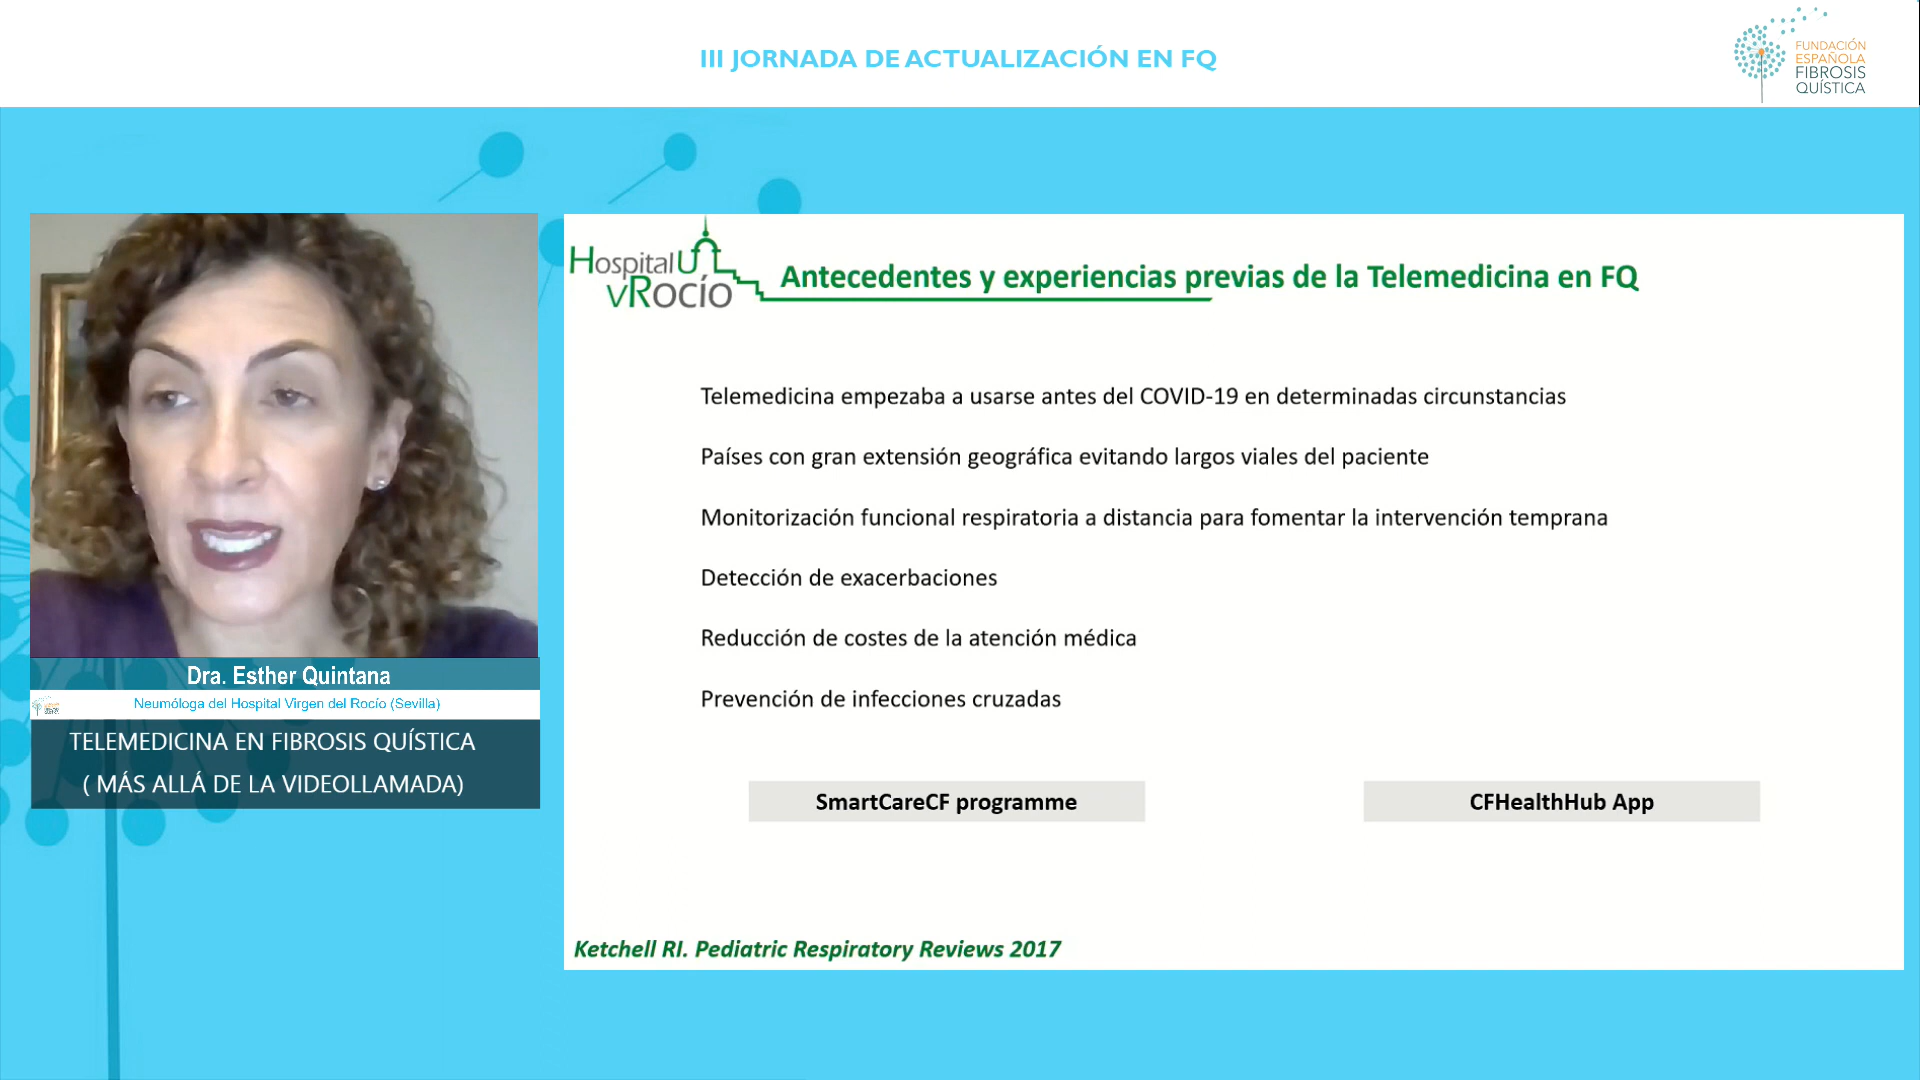 III JORNADA DE ACTUALIZACIÓN EN FQ
FUNDACIÓN
ESPAÑOLA
FIBROSIS
QUÍSTICA
Dra. Esther Quintana
Neumóloga del Hospital Virgen del Rocío (Sevilla)
TELEMEDICINA EN FIBROSIS QUÍSTICA
( MÁS ALLÁ DE LA VIDEOLLAMADA)
Hospital U
vRocío
Antecedentes y experiencias previas de la Telemedicina en FQ
Telemedicina empezaba a usarse antes del COVID-19 en determinadas circunstancias
Países con gran extensión geográfica evitando largos viales del paciente
Monitorización funcional respiratoria a distancia para fomentar la intervención temprana
Detección de exacerbaciones
Reducción de costes de la atención médica
Prevención de infecciones cruzadas
SmartCareCF programme
CFHealthHub App
Ketchell RI. Pediatric Respiratory Reviews 2017